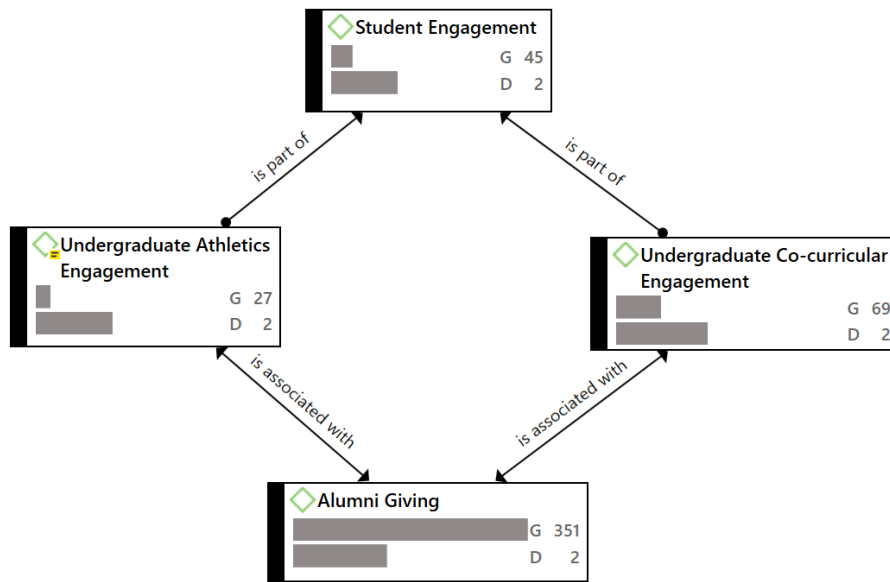 Student Engagement
G 45
D 2
is part of
is part of
Undergraduate Athletics
Engagement
G 27
D 2
Undergraduate Co-curricular
Engagement
G 69
D 2
is associated with
is associated with
Alumni Giving
G 351
D 2